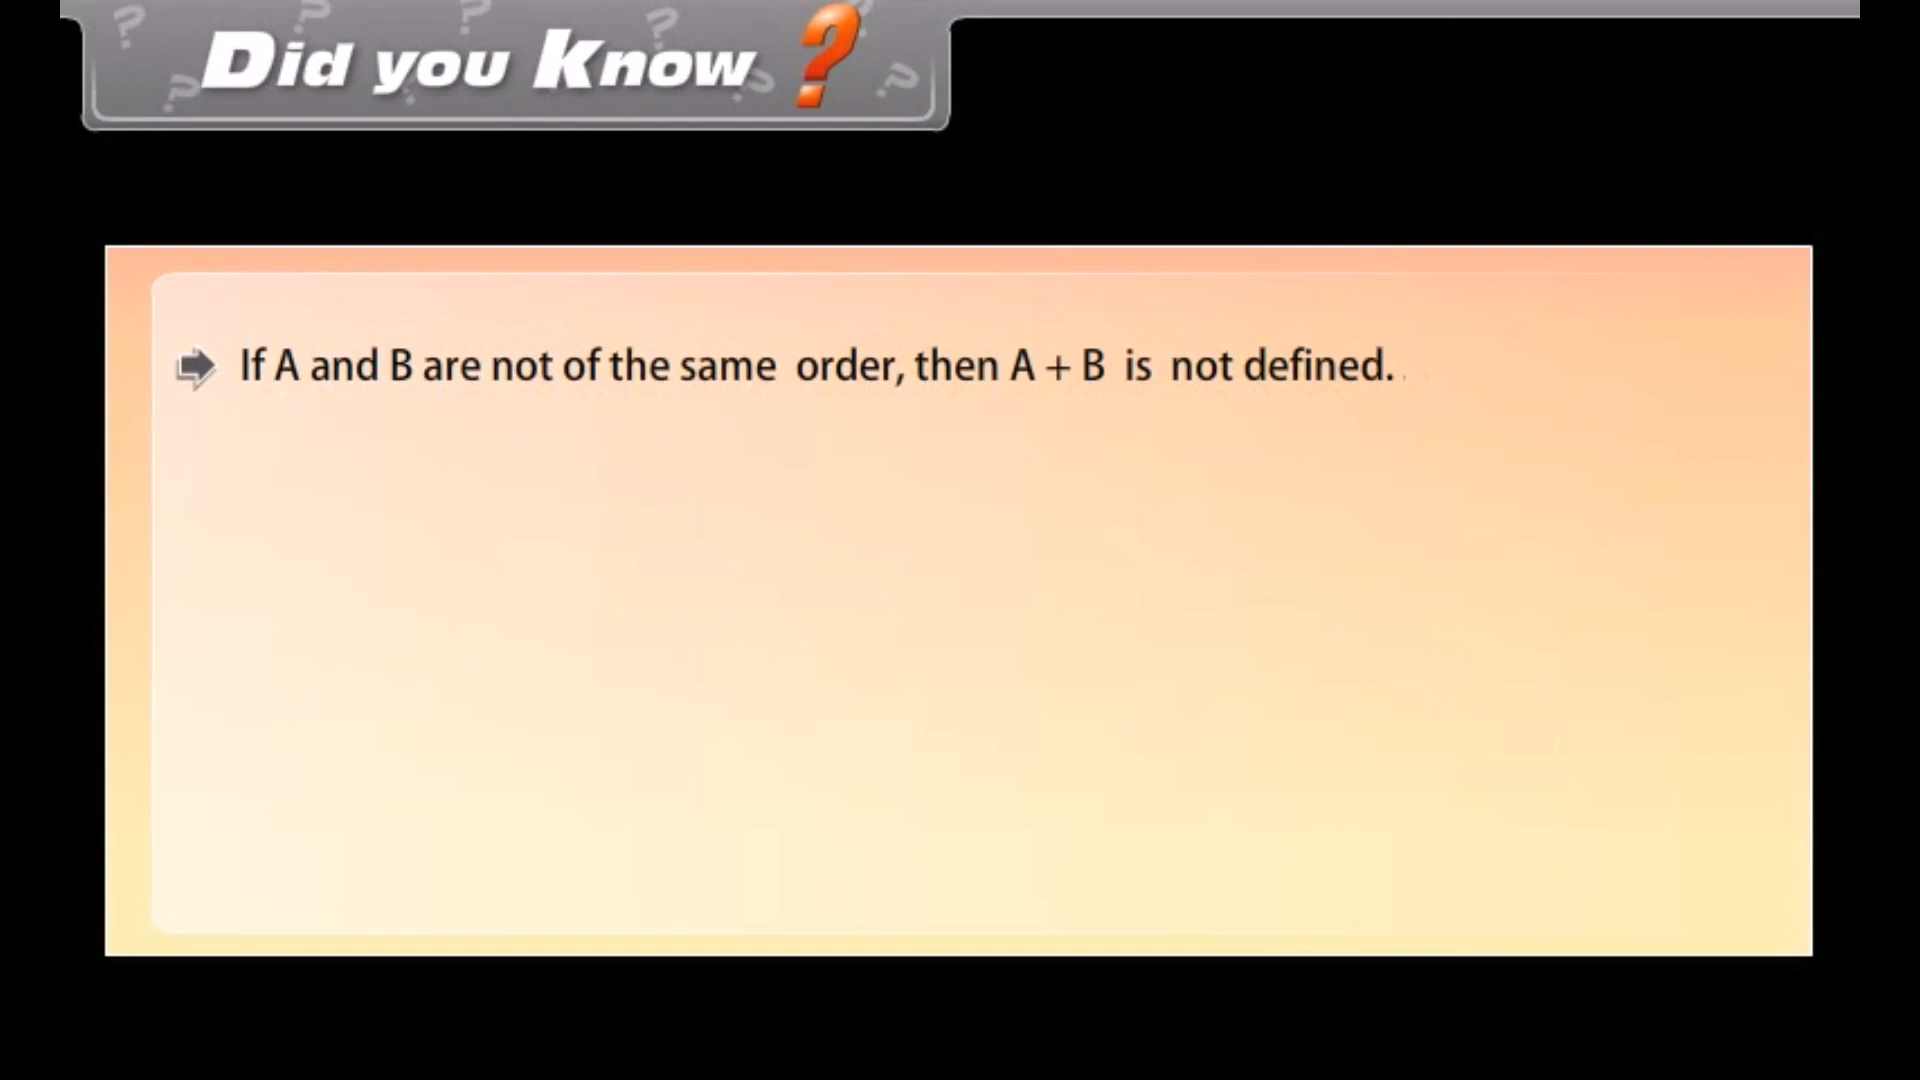 Did you Know ?
If A and B are not of the same order, then A + B is not defined.